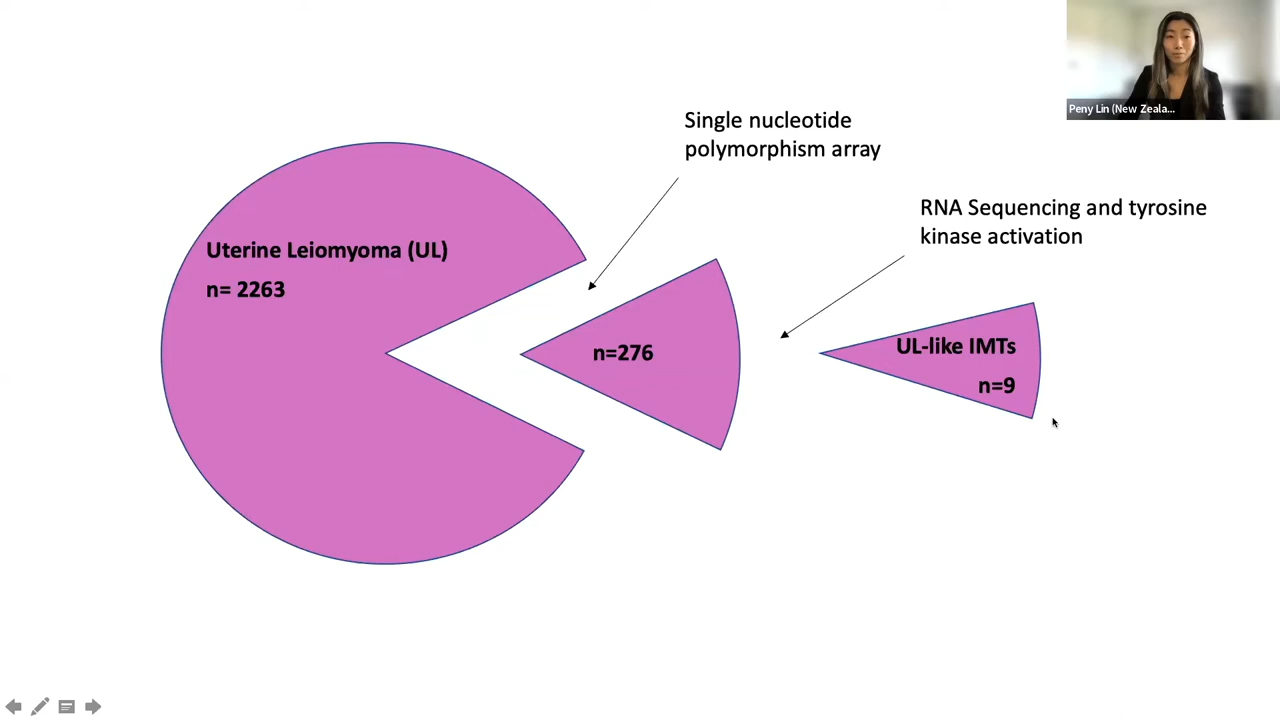 Peny Lin (New Zeala...
Single nucleotide
polymorphism array
RNA Sequencing and tyrosine
kinase activation
Uterine Leiomyoma (UL)
n= 2263
n=276
UL-like IMTs
n=9